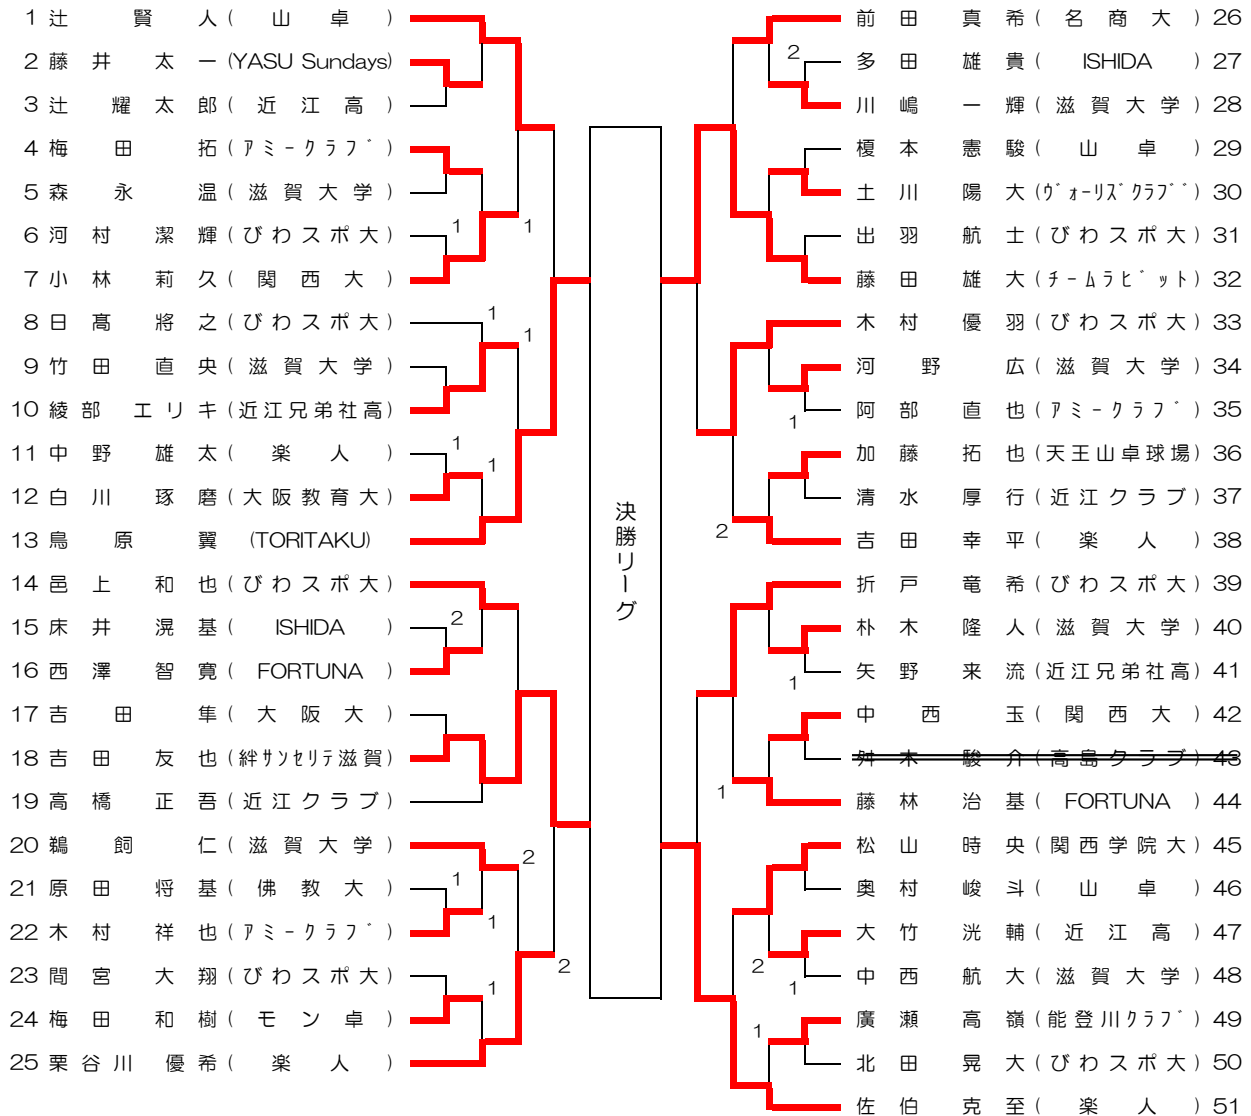 1 辻 賢 人 ( 山 卓 )
2 藤 井 太 一 (YASU Sundays)
3 辻 耀 太 郎 ( 近 江 高 )
4 梅 田 拓 ( ｱﾐｰｸﾗﾌﾞ )
5 森 永 温 ( 滋 賀 大 学 )
6 河 村 潔 輝 ( びわスポ大 )
7 小 林 莉 久 ( 関 西 大 )
8 日 髙 將 之 ( びわスポ大 )
9 竹 田 直 央 ( 滋 賀 大 学 )
10 綾 部 エ リ キ (近江兄弟社高)
11 中 野 雄 太 ( 楽 人 )
12 白 川 琢 磨 (大阪教育大)
13 鳥 原 翼 (TORITAKU)
14 邑 上 和 也 ( びわスポ大 )
15 床 井 滉 基 ( ISHIDA )
16 西 澤 智 寛 ( FORTUNA )
17 吉 田 隼 ( 大 阪 大 )
18 吉 田 友 也 (絆ｻﾝｾﾘﾃ滋賀)
19 高 橋 正 吾 (近江クラブ)
20 鵜 飼 仁 ( 滋 賀 大 学 )
21 原 田 将 基 ( 佛 教 大 )
22 木 村 祥 也 ( ｱﾐｰｸﾗﾌﾞ )
23 間 宮 大 翔 ( びわスポ大 )
24 梅 田 和 樹 ( モ ン 卓 )
25 栗 谷 川 優 希 ( 楽 人 )
1
1
1
1
1
1
2
2
1
1
1
2
決勝リーグ
前 田 真 希 ( 名 商 大 ) 26
多 田 雄 貴 ( ISHIDA ) 27
川 嶋 一 輝 ( 滋 賀 大 学 ) 28
榎 本 憲 駿 ( 山 卓 ) 29
土 川 陽 大 (ｳﾞｫｰﾘｽﾞｸﾗﾌﾞ) 30
出 羽 航 士 ( びわスポ大 ) 31
藤 田 雄 大 (ﾁｰﾑﾗﾋﾞｯﾄ) 32
木 村 優 羽 ( びわスポ大 ) 33
河 野 広 ( 滋 賀 大 学 ) 34
阿 部 直 也 ( ｱﾐｰｸﾗﾌﾞ ) 35
加 藤 拓 也 (天王山卓球場) 36
清 水 厚 行 (近江クラブ) 37
吉 田 幸 平 ( 楽 人 ) 38
折 戸 竜 希 ( びわスポ大 ) 39
朴 木 隆 人 ( 滋 賀 大 学 ) 40
矢 野 来 流 (近江兄弟社高) 41
中 西 玉 ( 関 西 大 ) 42
舛 木 駿 介 (高島クラブ) 43
藤 林 治 基 ( FORTUNA ) 44
松 山 時 央 (関西学院大) 45
奥 村 峻 斗 ( 山 卓 ) 46
大 竹 洸 輔 ( 近 江 高 ) 47
中 西 航 大 ( 滋 賀 大 学 ) 48
廣 瀬 高 嶺 (能登川ｸﾗﾌﾞ) 49
北 田 晃 大 ( びわスポ大 ) 50
佐 伯 克 至 ( 楽 人 ) 51
2
1
2
1
1
2
1
1